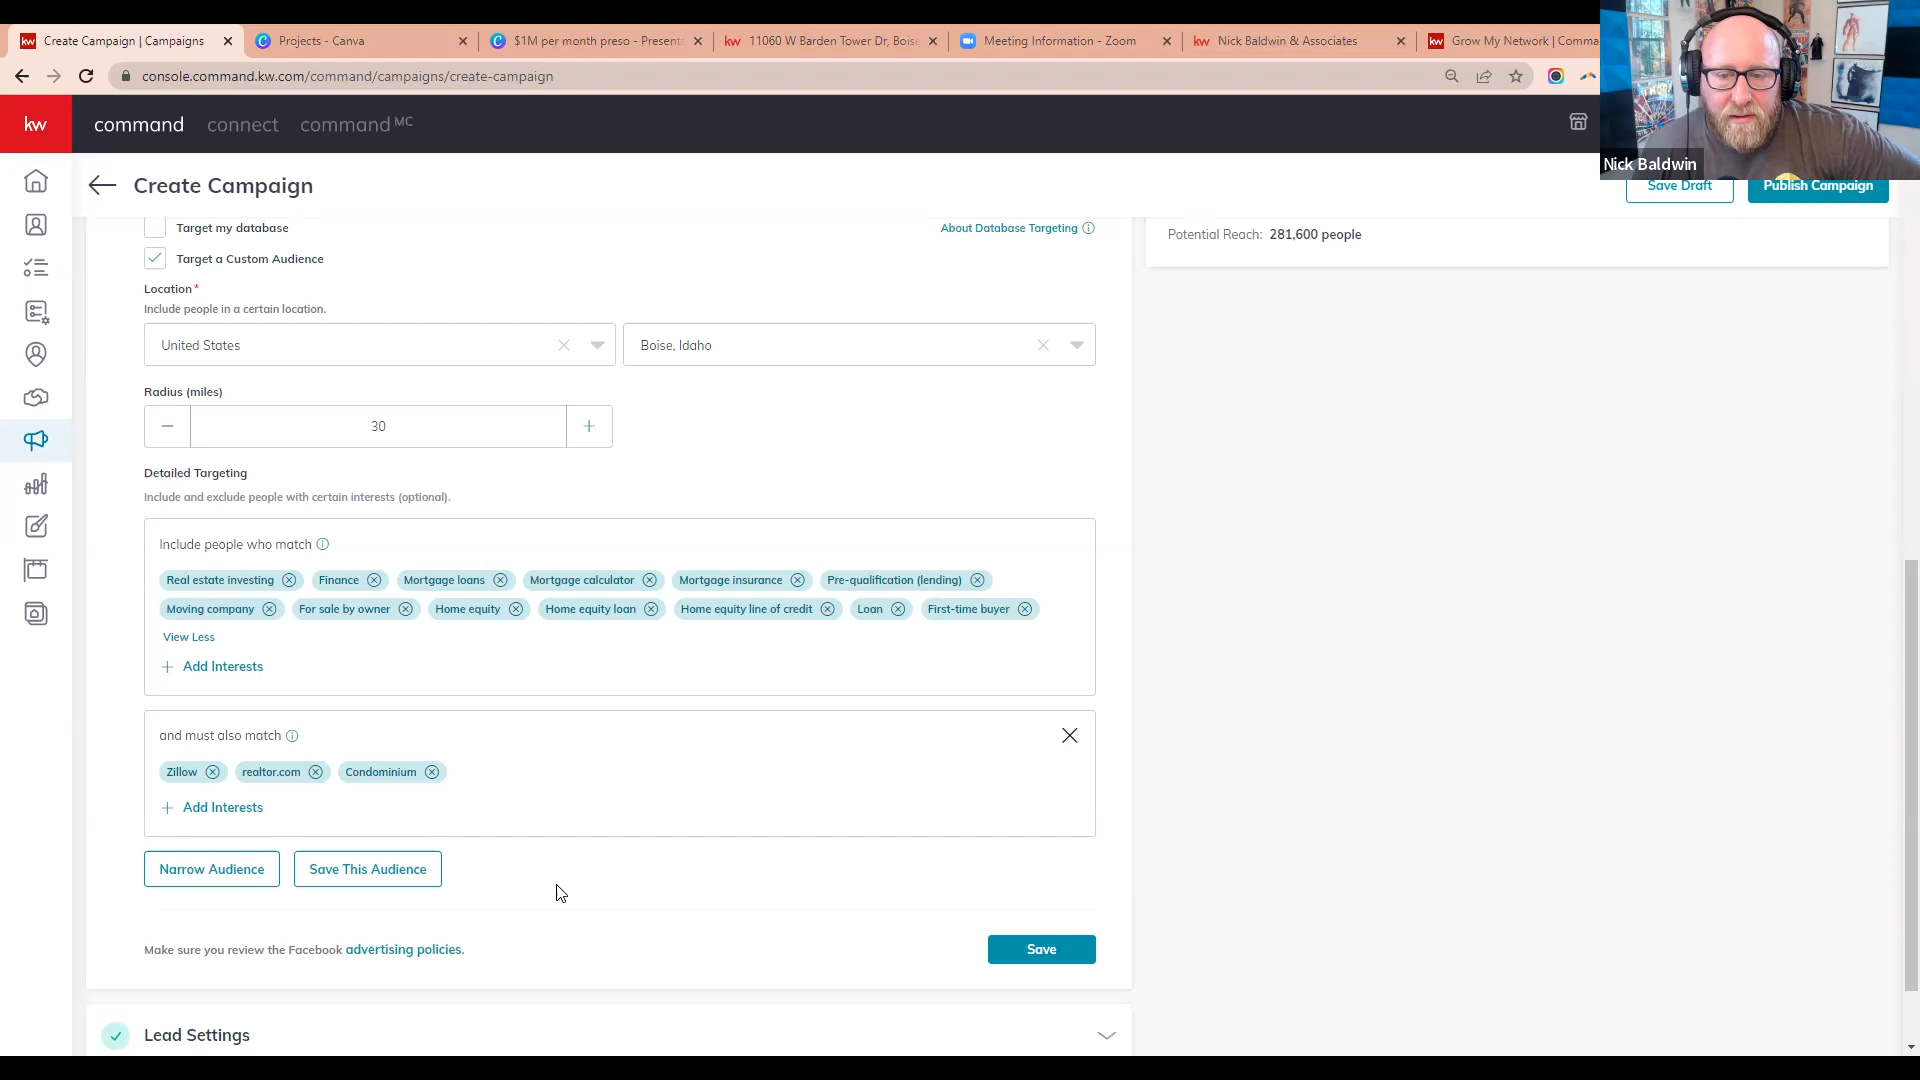 Create Campaign | Campaigns
Projects - Canva
$1M per month preso - Present
kw 11060 W Barden Tower Dr, Bois
Meeting Information - Zoom
kw Nick Baldwin & Associates
kw Grow My Network | Comma
console.command.kw.com/command/campaigns/create-campaign
kw command connect command MC
Nick Baldwin
Create Campaign
Save Draft
Publish Campaign
Target my database
About Database Targeting
Potential Reach: 281,600 people
Target a Custom Audience
Location*
Include people in a certain location.
United States
Boise, Idaho
Radius (miles)
30
Detailed Targeting
Include and exclude people with certain interests (optional).
Include people who match
Real estate investing Finance Mortgage loans Mortgage calculator Mortgage insurance Pre-qualification (lending)
Moving company For sale by owner Home equity Home equity loan Home equity line of credit Loan First-time buyer
View Less
+ Add Interests
and must also match
Zillow realtor.com Condominium
+ Add Interests
Narrow Audience
Save This Audience
Make sure you review the Facebook advertising policies.
Save
Lead Settings